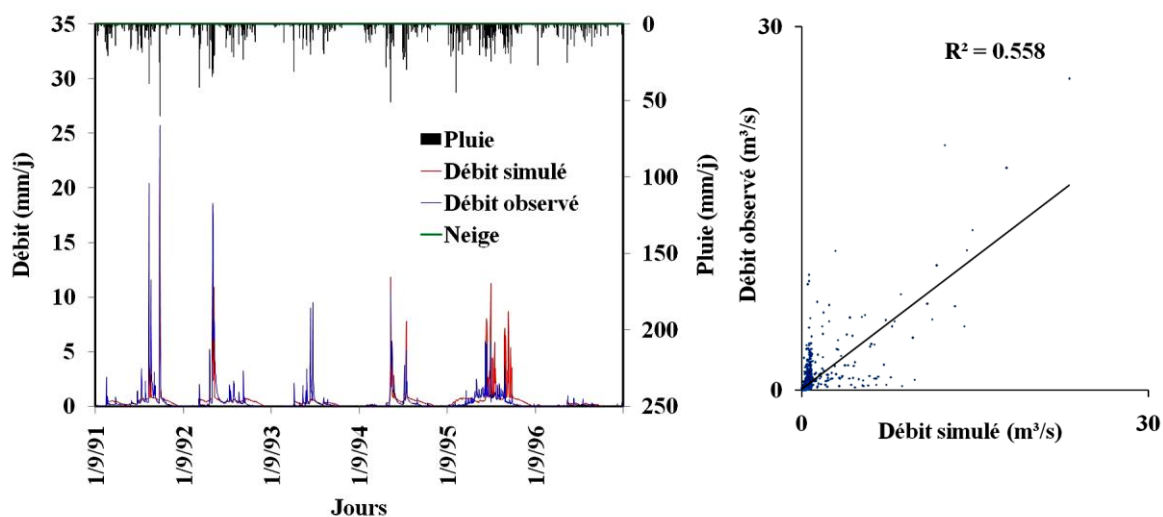 35
30
25
20
15
10
5
0
Débit (mm/j)
0
50
100
150
200
250
Pluie (mm/j)
Pluie
Débit simulé
Débit observé
Neige
1/9/91
1/9/92
1/9/93
1/9/94
1/9/95
1/9/96
Jours
30
0
Débit observé (m³/s)
R² = 0.558
0
30
Débit simulé (m³/s)